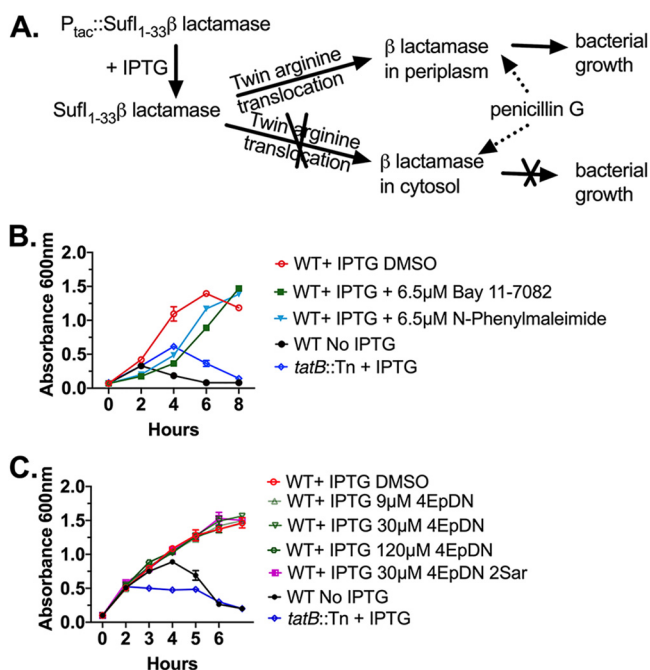 A.
Ptac::SufI1-33β lactamase
+ IPTG
SufI1-33β lactamase
Twin arginine
translocation
Twin arginine
translocation
β lactamase
in periplasm
bacterial
growth
penicillin G
β lactamase
in cytosol
bacterial
growth
B.
Absorbance 600nm
2.0
1.5
1.0
0.5
0.0
0 2 4 6 8
Hours
WT+ IPTG DMSO
WT+ IPTG + 6.5µM Bay 11-7082
WT+ IPTG + 6.5µM N-Phenylmaleimide
WT No IPTG
tatB::Tn + IPTG
C.
Absorbance 600nm
2.0
1.5
1.0
0.5
0.0
0 2 3 4 5 6
Hours
WT+ IPTG DMSO
WT+ IPTG 9µM 4EpDN
WT+ IPTG 30µM 4EpDN
WT+ IPTG 120µM 4EpDN
WT+ IPTG 30µM 4EpDN 2Sar
WT No IPTG
tatB::Tn + IPTG